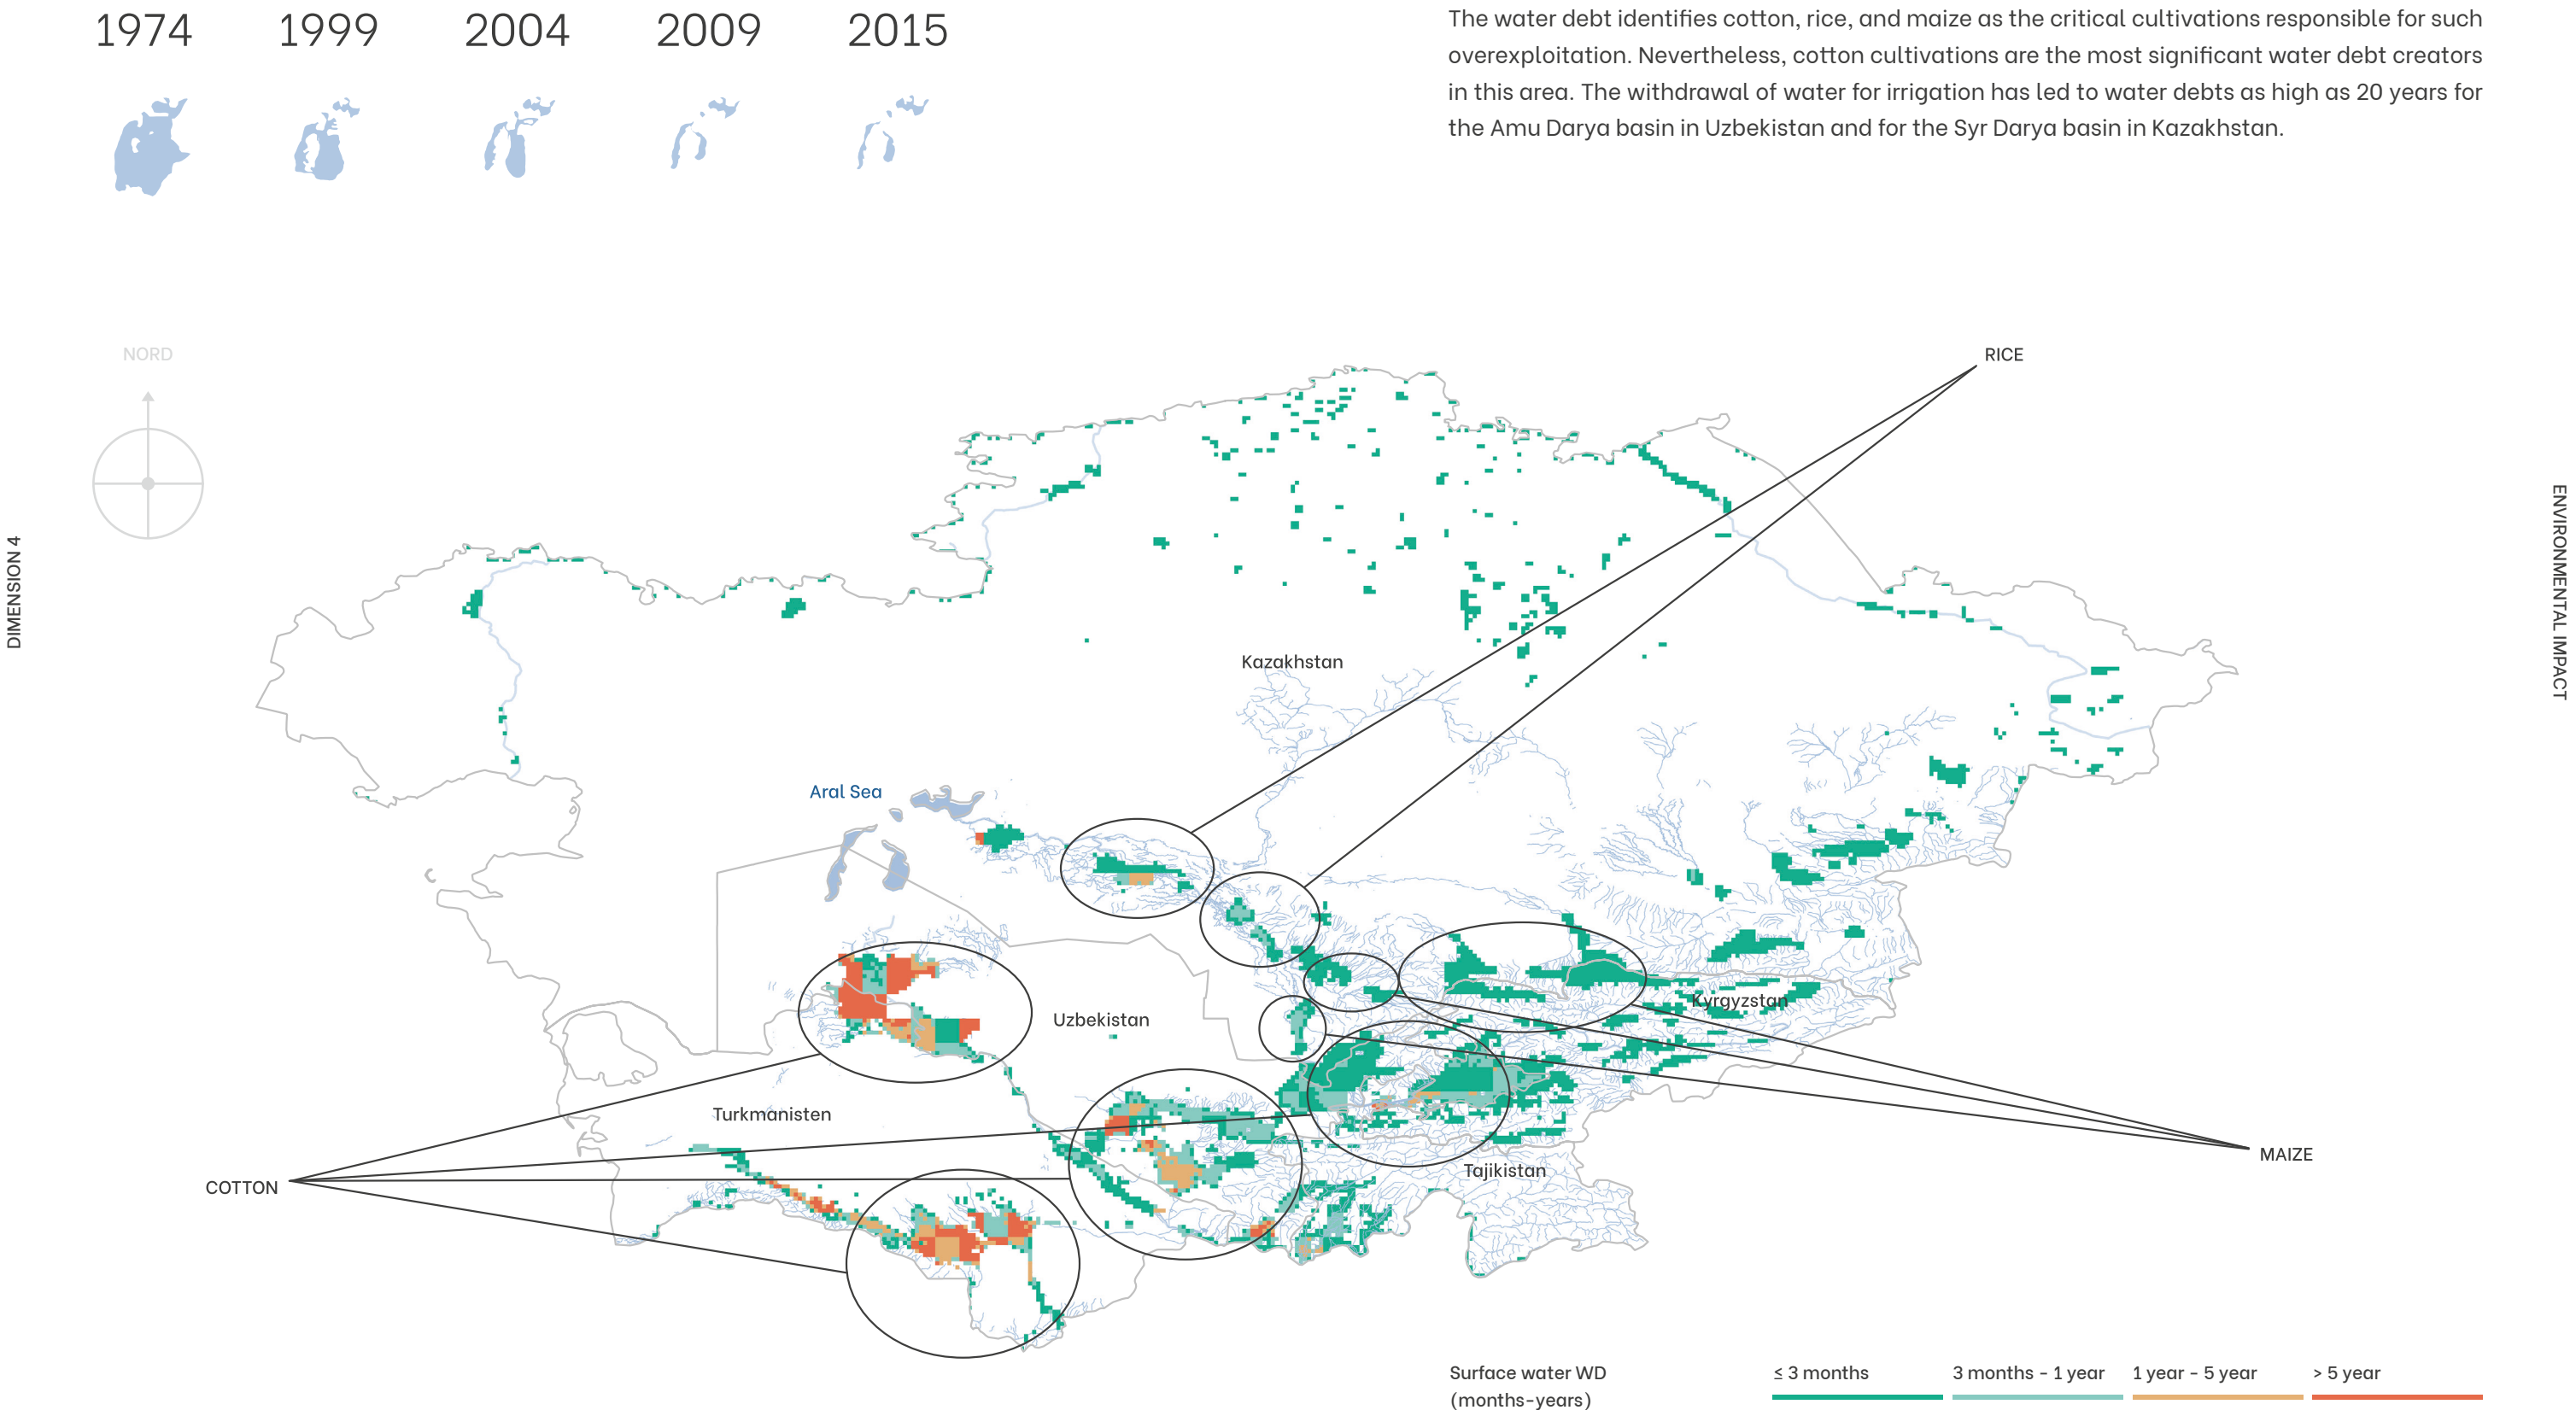 1974 1999 2004 2009 2015
The water debt identifies cotton, rice, and maize as the critical cultivations responsible for such
overexploitation. Nevertheless, cotton cultivations are the most significant water debt creators
in this area. The withdrawal of water for irrigation has led to water debts as high as 20 years for
the Amu Darya basin in Uzbekistan and for the Syr Darya basin in Kazakhstan.
NORD
RICE
DIMENSION 4
ENVIRONMENTAL IMPACT
Kazakhstan
Aral Sea
Kyrgyzstan
Uzbekistan
Turkmanisten
Tajikistan
MAIZE
COTTON
Surface water WD
(months-years)
≤ 3 months
3 months - 1 year
1 year - 5 year
> 5 year